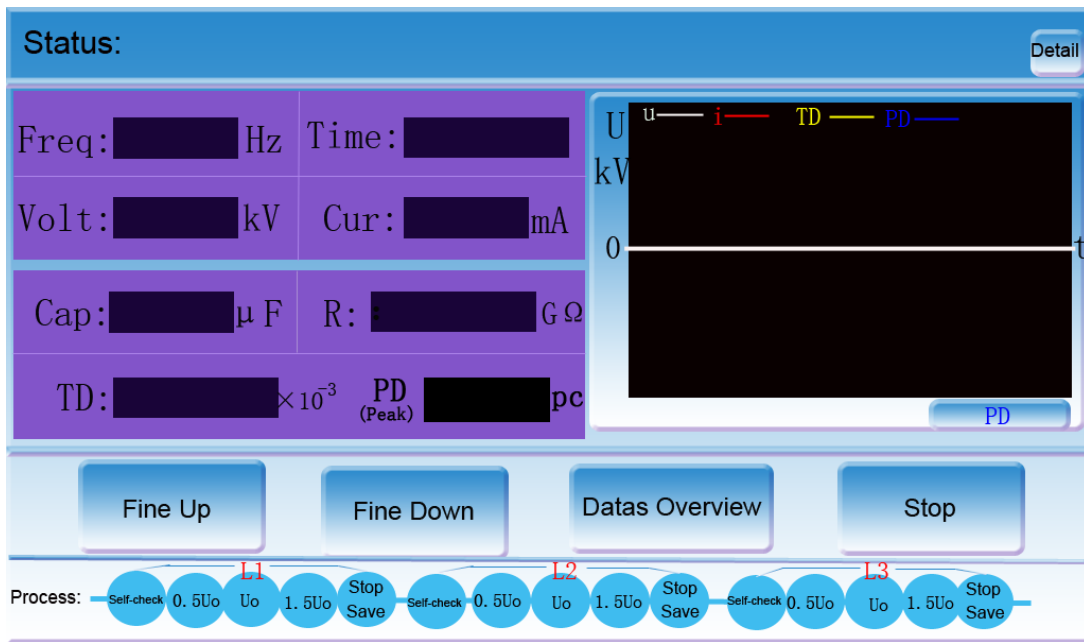 Status:
Detail
Freq: Hz Time:
Volt: kV Cur: mA
Cap: μF R: : GΩ
TD: ×10⁻³ PD (Peak) pc
U
kV
0
t
u i TD PD
PD
Fine Up Fine Down Datas Overview Stop
L1 L2 L3
Process: Self-check 0.5Uo Uo 1.5Uo Stop Save Self-check 0.5Uo Uo 1.5Uo Stop Save Self-check 0.5Uo Uo 1.5Uo Stop Save